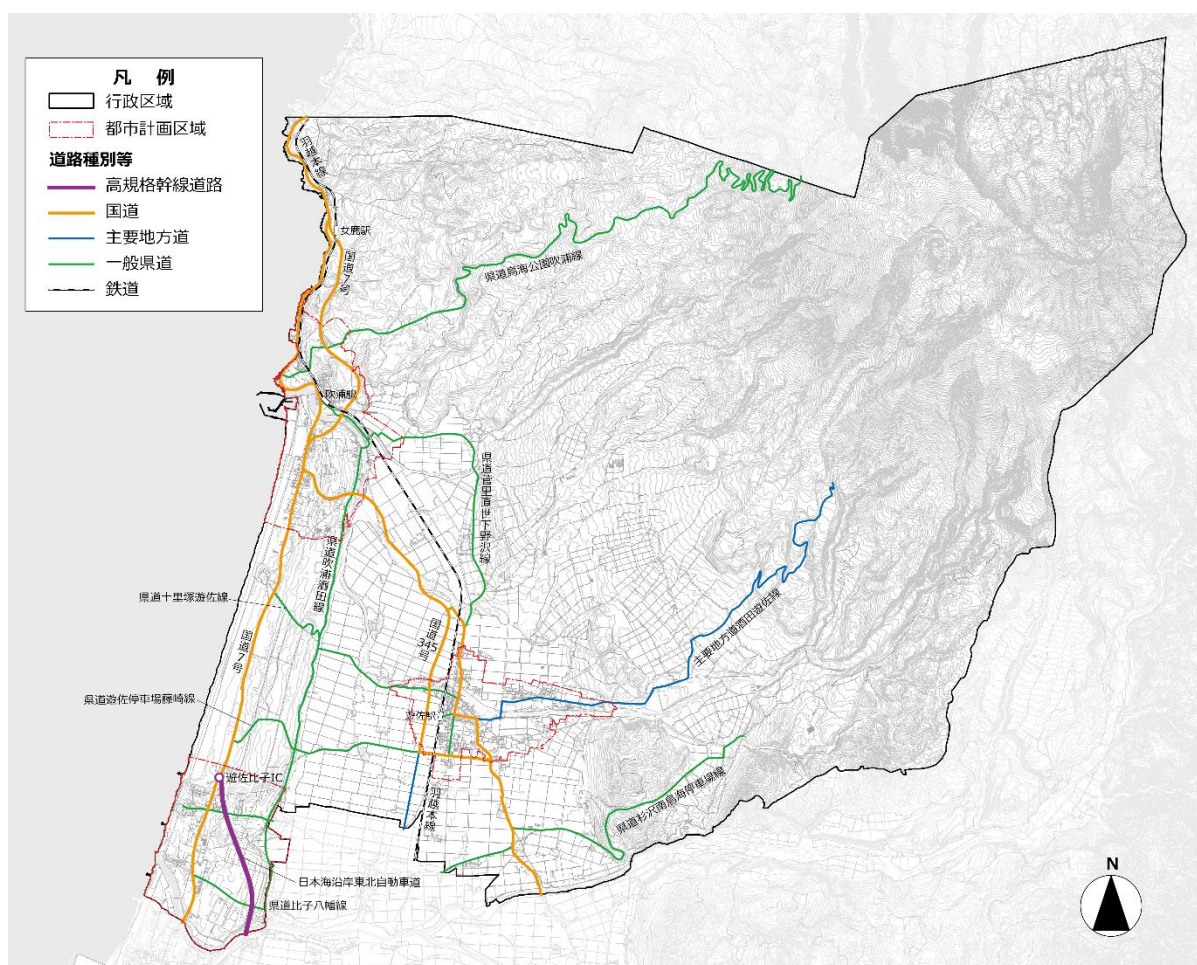 凡 例
行政区域
都市計画区域
道路種別等
高規格幹線道路
国道
主要地方道
一般県道
鉄道
羽越本線
女鹿駅
国道7号
県道鳥海公園吹浦線
吹浦駅
県道菅里直世下野沢線
県道吹浦酒田線
県道十里塚遊佐線
国道7号
国道345号
主要地方道酒田遊佐線
県道遊佐停車場藤崎線
遊佐駅
遊佐比子IC
羽越本線
県道杉沢南鳥海停車場線
日本海沿岸東北自動車道
県道比子八幡線
N